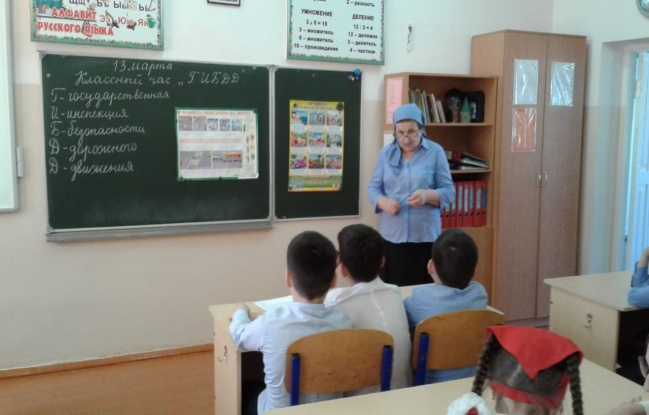 АЛФАВИТ
РУССКОГО ЯЗЫКА
УМНОЖЕНИЕ
3 x 5 = 15
3 – множитель
5 – множитель
15 – произведение
2 – разность
ДЕЛЕНИЕ
12 : 3 = 4
12 – делимое
3 – делитель
4 – частное
13 марта.
Классный час „ГИБДД"
Г - государственная
И - инспекция
Б - безопасности
Д - дорожного
Д - движения